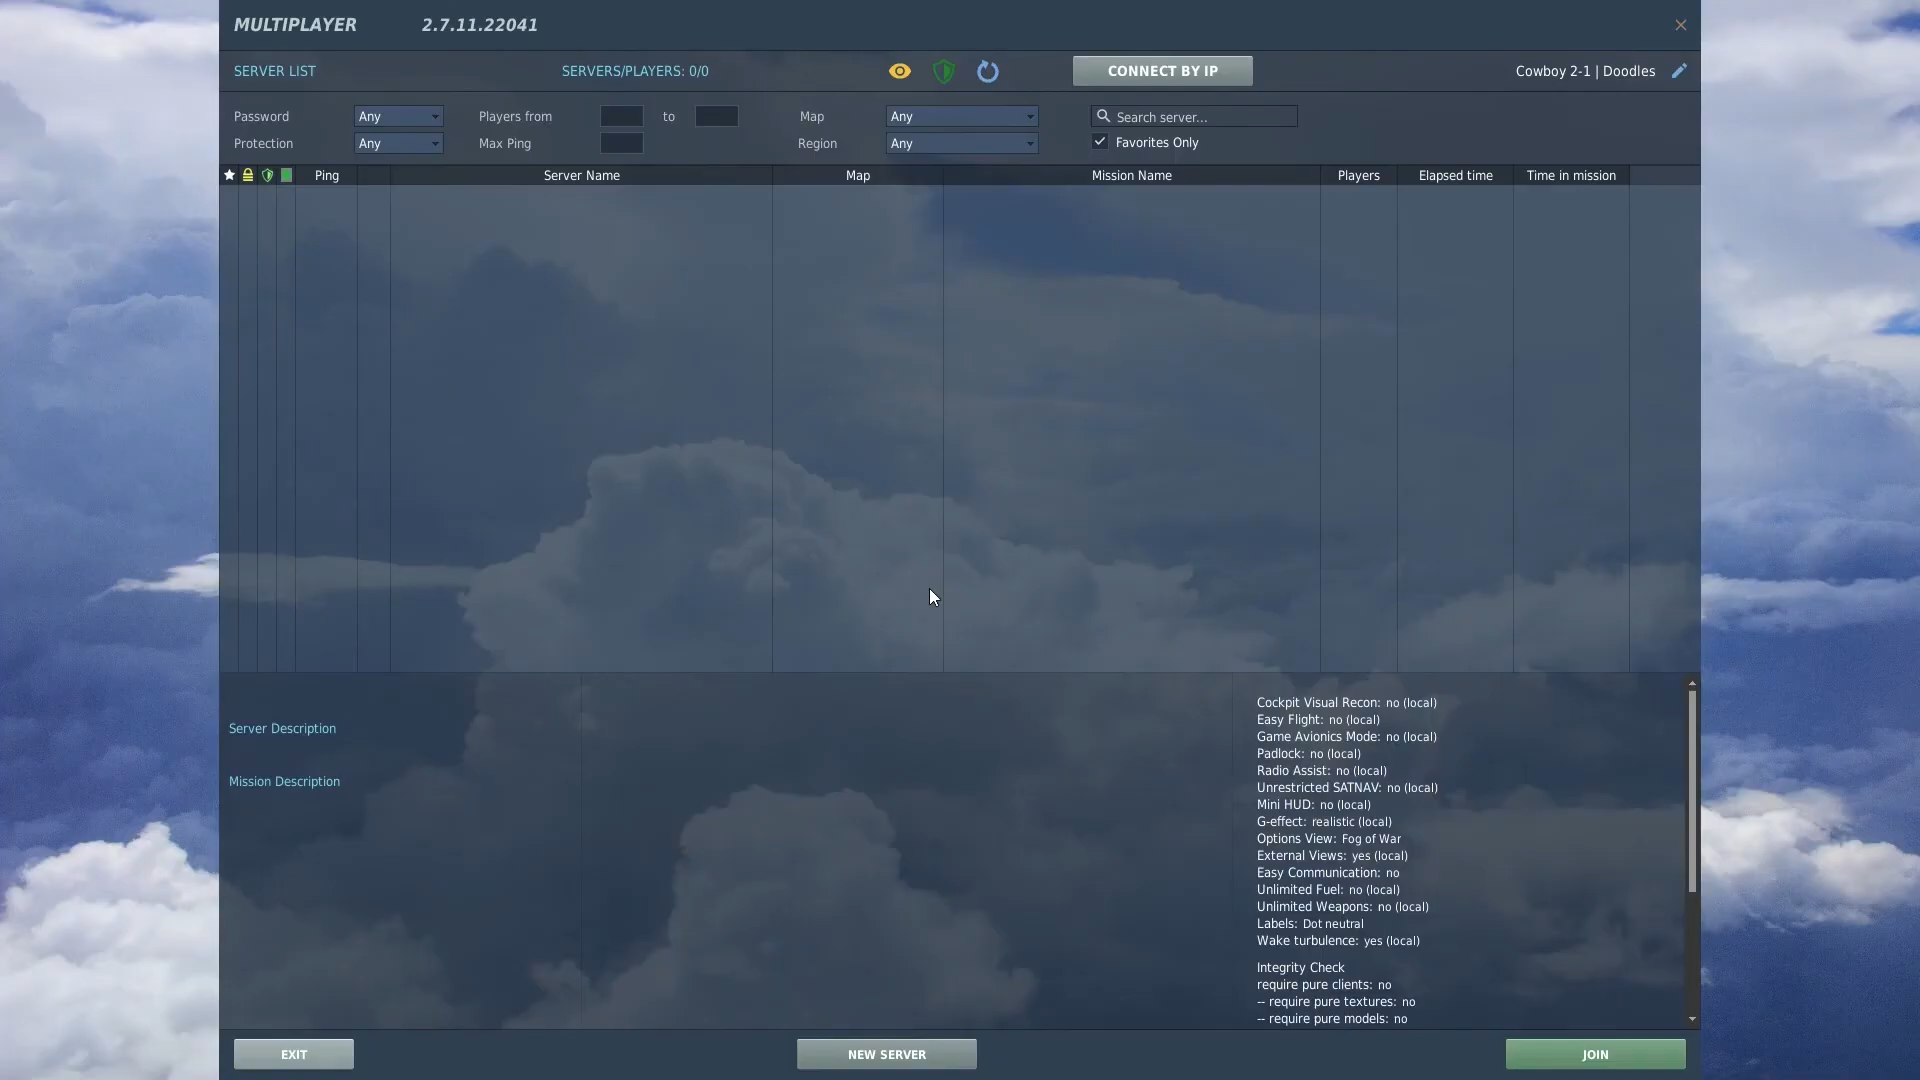 MULTIPLAYER 2.7.11.22041
SERVER LIST SERVERS/PLAYERS: 0/0 CONNECT BY IP Cowboy 2-1 | Doodles
Password Any Players from to Map Any Search server...
Protection Any Max Ping Region Any Favorites Only
Ping Server Name Map Mission Name Players Elapsed time Time in mission
Server Description
Mission Description
Cockpit Visual Recon: no (local)
Easy Flight: no (local)
Game Avionics Mode: no (local)
Padlock: no (local)
Radio Assist: no (local)
Unrestricted SATNAV: no (local)
Mini HUD: no (local)
G-effect: realistic (local)
Options View: Fog of War
External Views: yes (local)
Easy Communication: no
Unlimited Fuel: no (local)
Unlimited Weapons: no (local)
Labels: Dot neutral
Wake turbulence: yes (local)
Integrity Check
require pure clients: no
-- require pure textures: no
-- require pure models: no
EXIT NEW SERVER JOIN